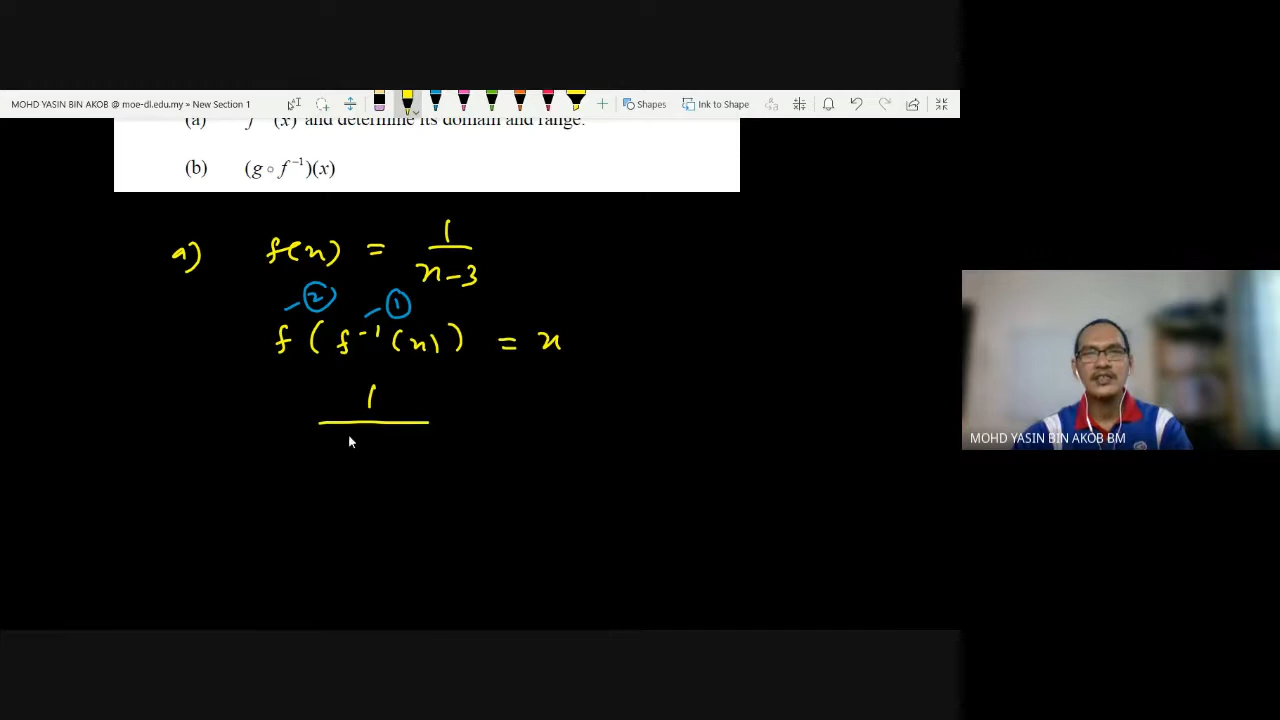 MOHD YASIN BIN AKOB @ moe-dl.edu.my » New Section 1
Shapes
Ink to Shape
(a) f (x) and determine its domain and range.
(b) (g ∘ f⁻¹)(x)
a) f(x) = 1/(x-3)
② ①
f(f⁻¹(x)) = x
1
MOHD YASIN BIN AKOB BM